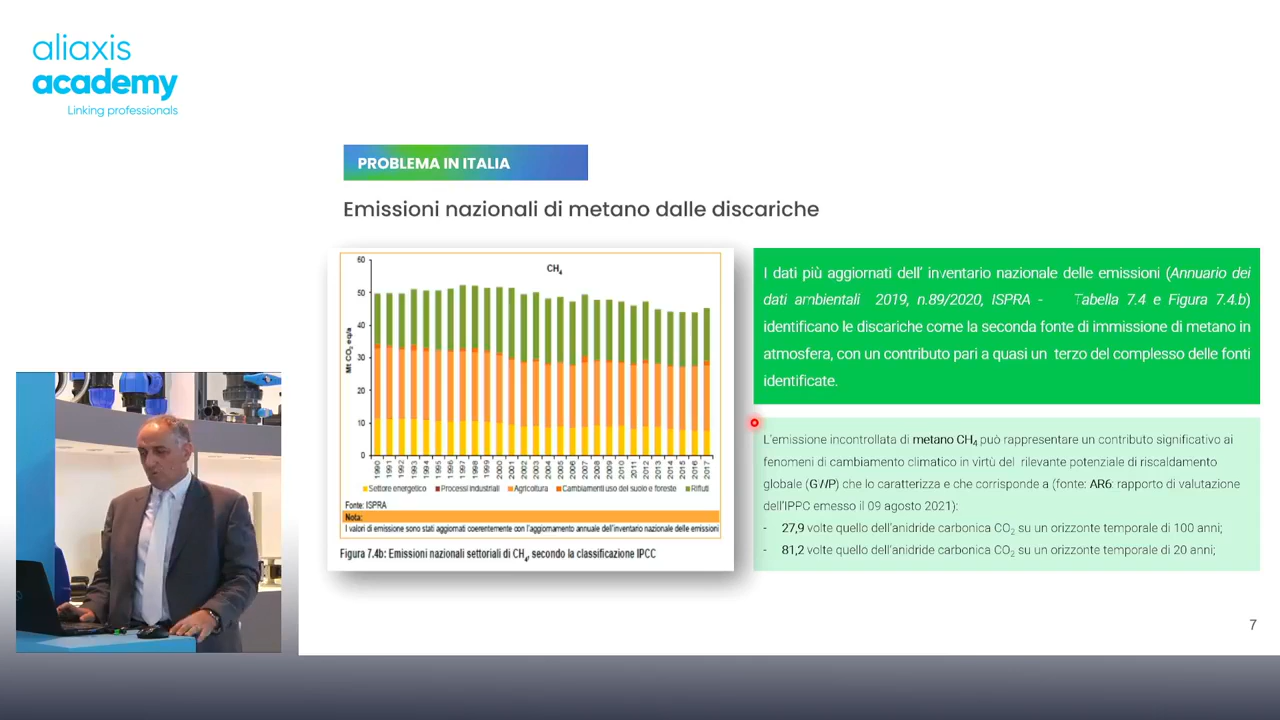 aliaxis
academy
Linking professionals
PROBLEMA IN ITALIA
Emissioni nazionali di metano dalle discariche
CH4
Mt CO2 eq/a
60
50
40
30
20
10
0
1990 1991 1992 1993 1994 1995 1996 1997 1998 1999 2000 2001 2002 2003 2004 2005 2006 2007 2008 2009 2010 2011 2012 2013 2014 2015 2016 2017
Settore energetico Processi industriali Agricoltura Cambiamenti uso del suolo e foreste Rifiuti
Fonte: ISPRA
Nota:
I valori di emissione sono stati aggiornati coerentemente con l'aggiornamento annuale dell'inventario nazionale delle emissioni
Figura 7.4b: Emissioni nazionali settoriali di CH4, secondo la classificazione IPCC
I dati più aggiornati dell' inventario nazionale delle emissioni (Annuario dei
dati ambientali 2019, n.89/2020, ISPRA - Tabella 7.4 e Figura 7.4.b)
identificano le discariche come la seconda fonte di immissione di metano in
atmosfera, con un contributo pari a quasi un terzo del complesso delle fonti
identificate.
L'emissione incontrollata di metano CH4 può rappresentare un contributo significativo ai
fenomeni di cambiamento climatico in virtù del rilevante potenziale di riscaldamento
globale (GWP) che lo caratterizza e che corrisponde a (fonte: AR6: rapporto di valutazione
dell'IPPC emesso il 09 agosto 2021):
- 27,9 volte quello dell'anidride carbonica CO2 su un orizzonte temporale di 100 anni;
- 81,2 volte quello dell'anidride carbonica CO2 su un orizzonte temporale di 20 anni;
7